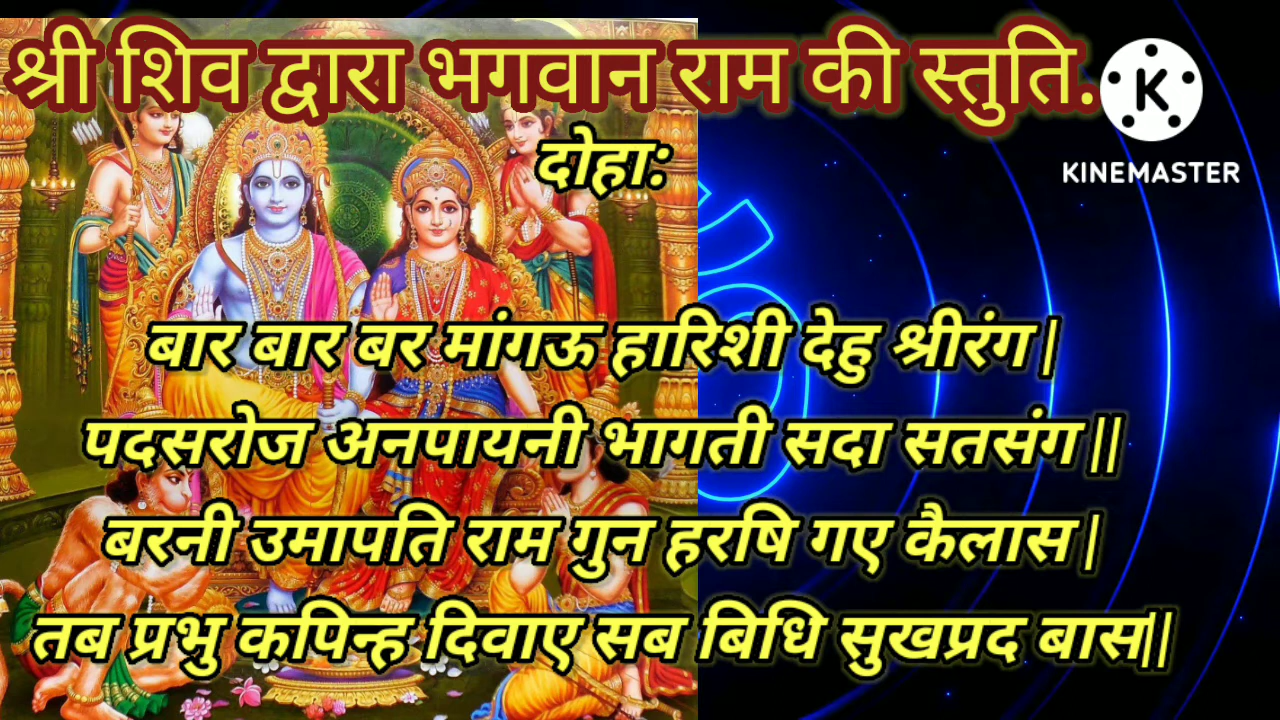 श्री शिव द्वारा भगवान राम की स्तुति.
K
KINEMASTER
दोहा:
बार बार बर मांगऊ हारिशी देहु श्रीरंग|
पदसरोज अनपायनी भागती सदा सतसंग||
बरनी उमापति राम गुन हरषि गए कैलास|
तब प्रभु कपिन्ह दिवाए सब बिधि सुखप्रद बास||